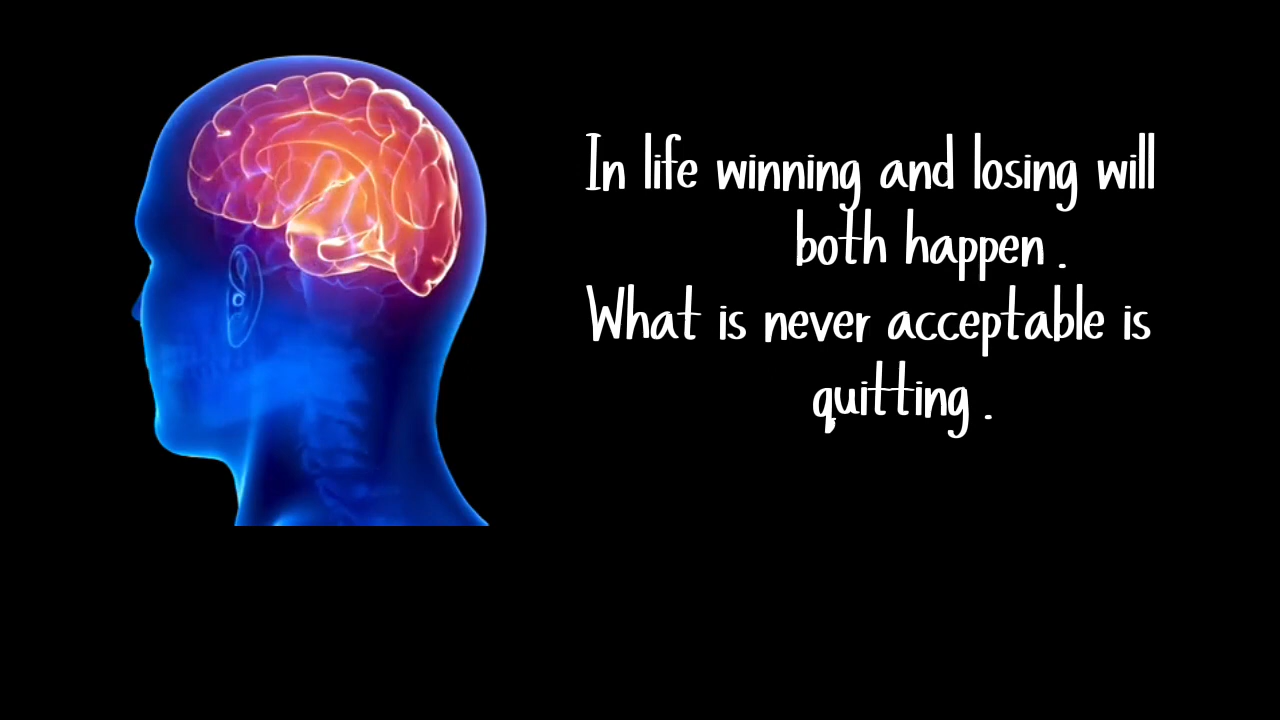 In life winning and losing will
both happen .
What is never acceptable is
quitting .